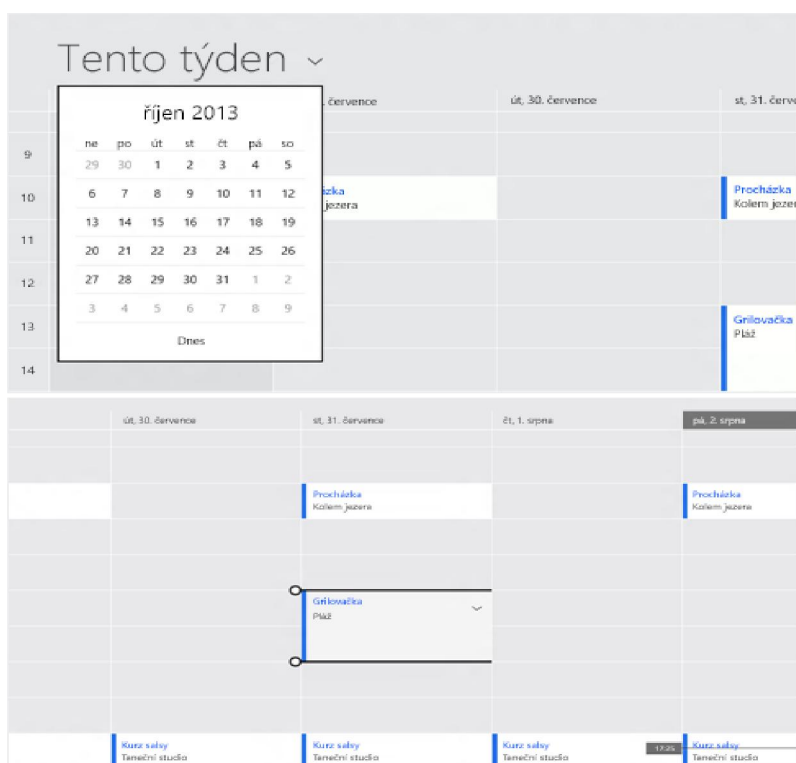 Tento týden
říjen 2013
ne po út st čt pá so
29 30 1 2 3 4 5
6 7 8 9 10 11 12
13 14 15 16 17 18 19
20 21 22 23 24 25 26
27 28 29 30 31 1 2
3 4 5 6 7 8 9
Dnes
. července
út, 30. července
st, 31. červe
9
10
11
12
13
14
jezera
Procházka
Kolem jezer
Grilovačka
Pláž
út, 30. července
st, 31. července
čt, 1. srpna
pá, 2. srpna
Procházka
Kolem jezera
Procházka
Kolem jezera
Grilovačka
Pláž
Kurz salsy
Taneční studio
Kurz salsy
Taneční studio
Kurz salsy
Taneční studio
17:25
Kurz salsy
Taneční studio